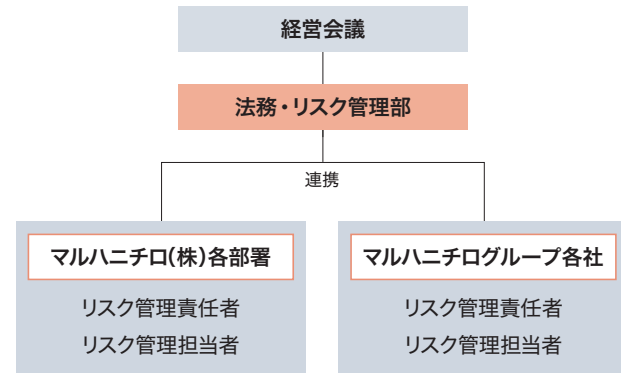 経営会議
法務・リスク管理部
連携
マルハニチロ(株)各部署
リスク管理責任者
リスク管理担当者
マルハニチログループ各社
リスク管理責任者
リスク管理担当者